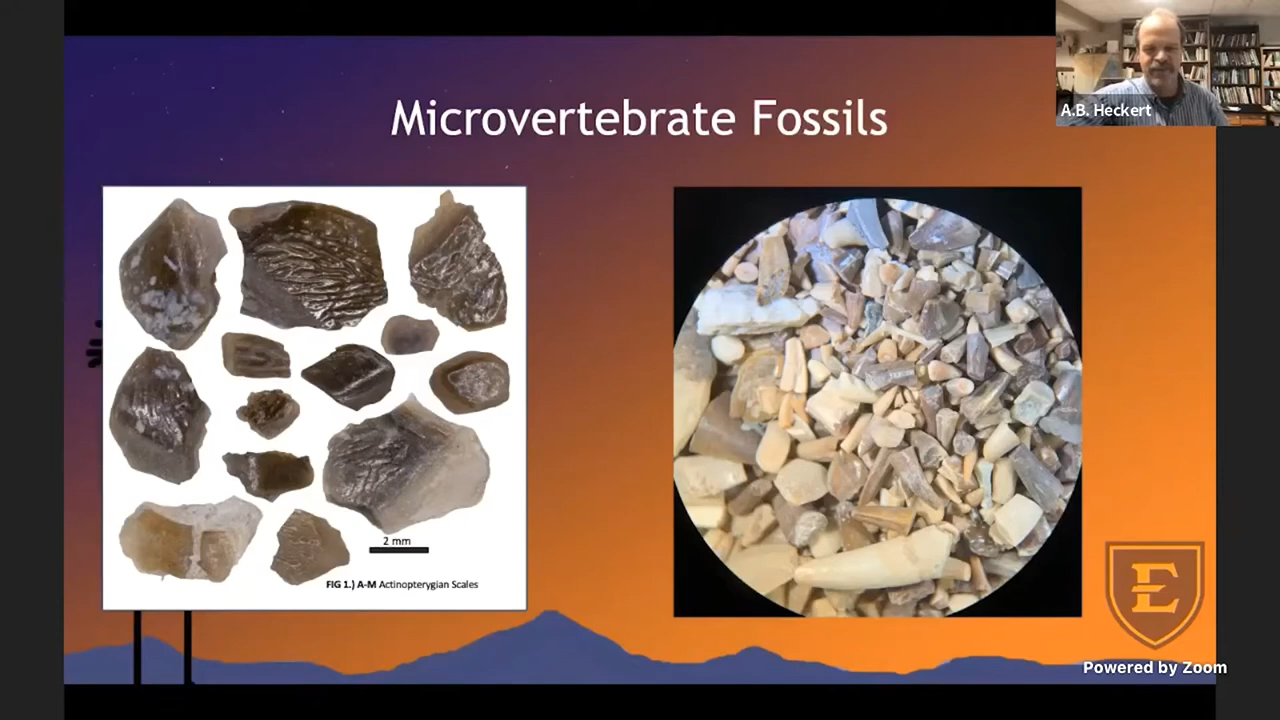 Microvertebrate Fossils
A.B. Heckert
2 mm
FIG 1.) A-M Actinopterygian Scales
E
Powered by Zoom